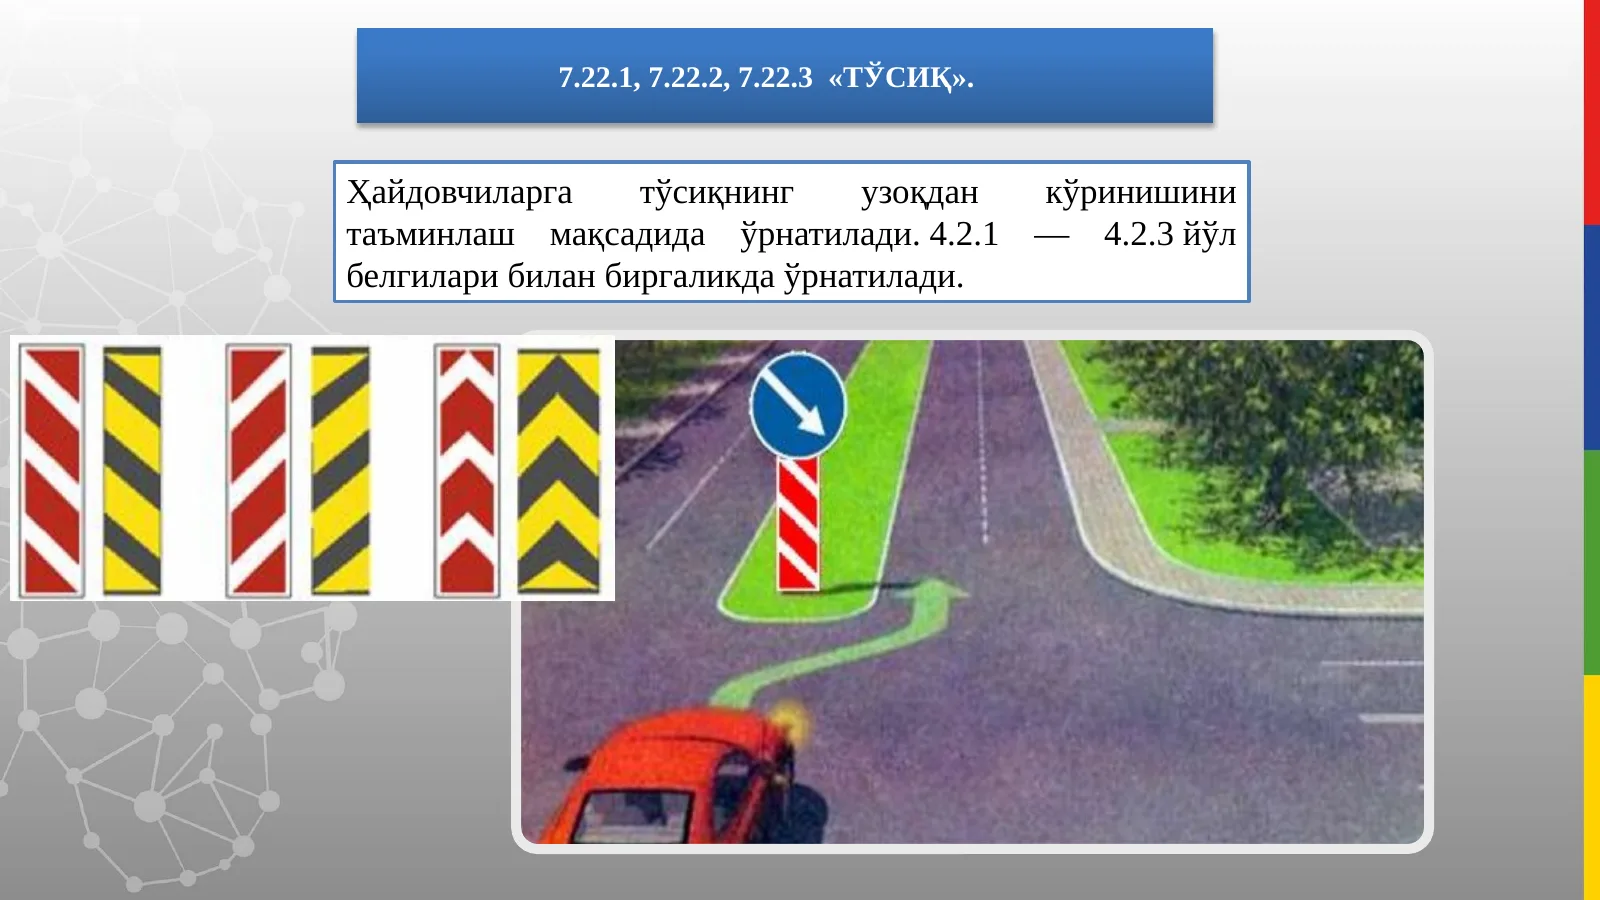 7.22.1, 7.22.2, 7.22.3 «ТЎСИҚ».
Ҳайдовчиларга тўсиқнинг узоқдан кўринишини
таъминлаш мақсадида ўрнатилади. 4.2.1 — 4.2.3 йўл
белгилари билан биргаликда ўрнатилади.